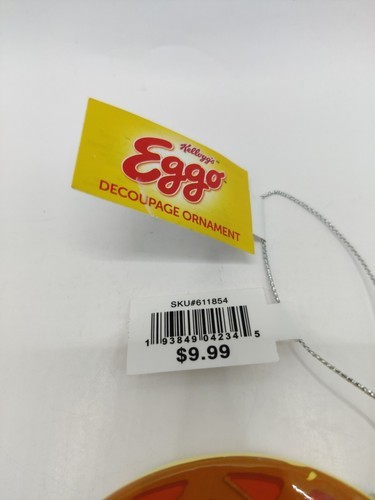 Kellogg's
Eggo
DECOUPAGE ORNAMENT
SKU#611854
1 93849 04234 5
$9.99